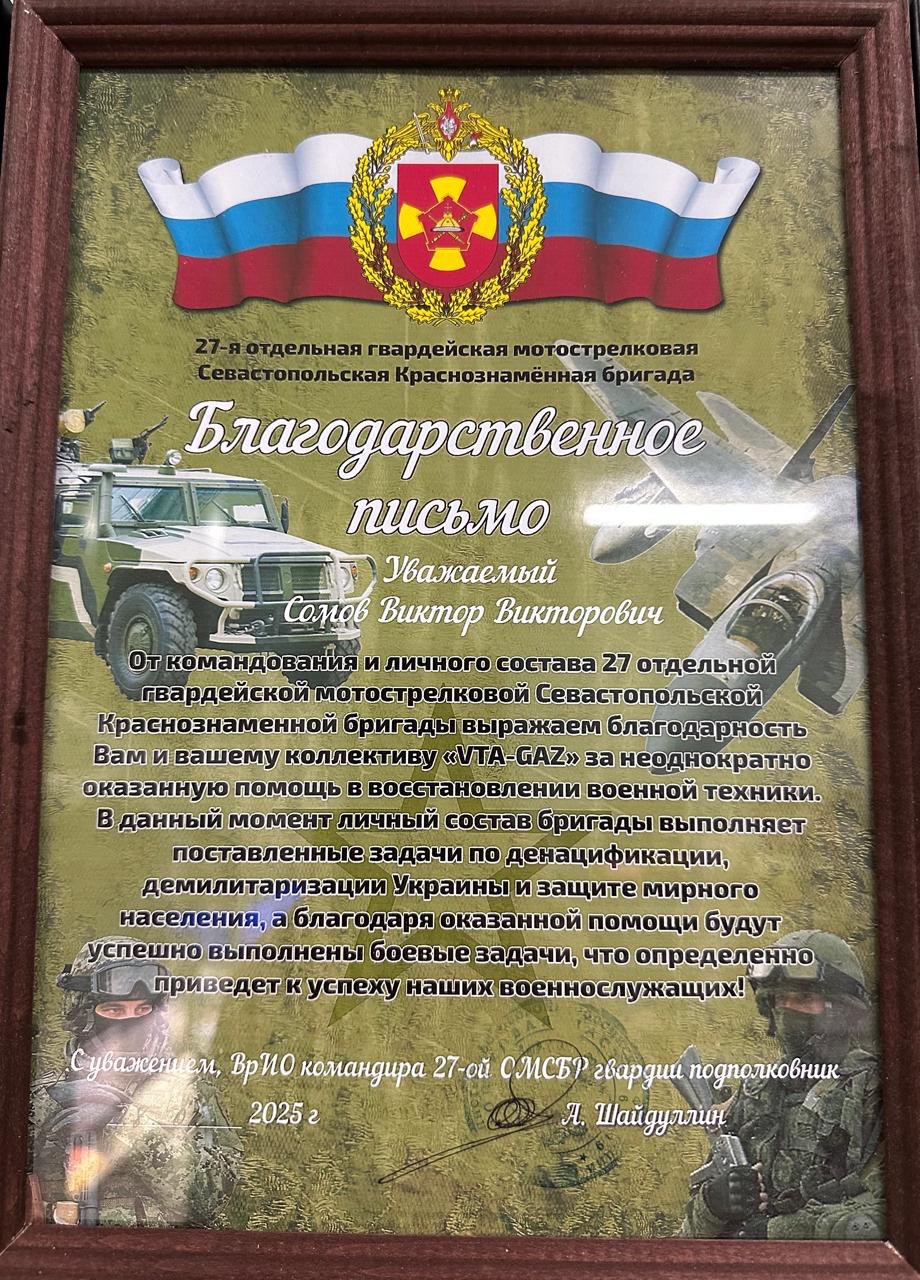 27-я отдельная гвардейская мотострелковая
Севастопольская Краснознамённая бригада
Благодарственное
письмо
Уважаемый
Сомов Виктор Викторович
От командования и личного состава 27 отдельной
гвардейской мотострелковой Севастопольской
Краснознаменной бригады выражаем благодарность
Вам и вашему коллективу «VTA-GAZ» за неоднократно
оказанную помощь в восстановлении военной техники.
В данный момент личный состав бригады выполняет
поставленные задачи по денацификации,
демилитаризации Украины и защите мирного
населения, а благодаря оказанной помощи будут
успешно выполнены боевые задачи, что определенно
приведет к успеху наших военнослужащих!
С уважением, ВрИО командира 27-ой ОМСБР гвардии подполковник
2025 г А. Шайдуллин